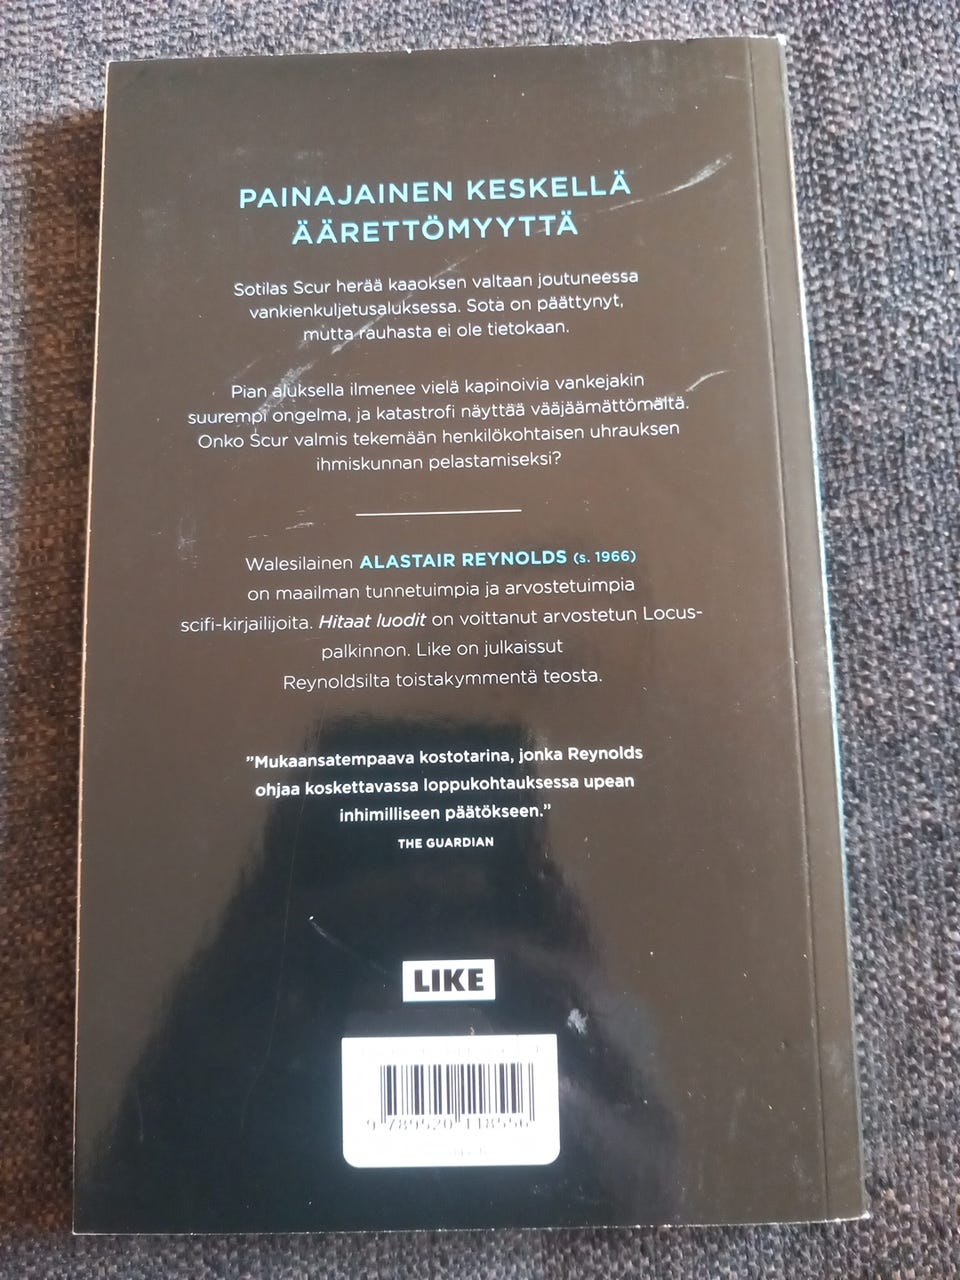 PAINAJAINEN KESKELLÄ
ÄÄRETTÖMYYTTÄ
Sotilas Scur herää kaaoksen valtaan joutuneessa
vankienkuljetusaluksessa. Sota on päättynyt,
mutta rauhasta ei ole tietokaan.
Pian aluksella ilmenee vielä kapinoivia vankejakin
suurempi ongelma, ja katastrofi näyttää vääjäämättömältä.
Onko Scur valmis tekemään henkilökohtaisen uhrauksen
ihmiskunnan pelastamiseksi?
Walesilainen ALASTAIR REYNOLDS (s. 1966)
on maailman tunnetuimpia ja arvostetuimpia
scifi-kirjailijoita. Hitaat luodit on voittanut arvostetun Locus-
palkinnon. Like on julkaissut
Reynoldsilta toistakymmentä teosta.
”Mukaansatempaava kostotarina, jonka Reynolds
ohjaa koskettavassa loppukohtauksessa upean
inhimilliseen päätökseen.”
THE GUARDIAN
LIKE
9 789520 118556